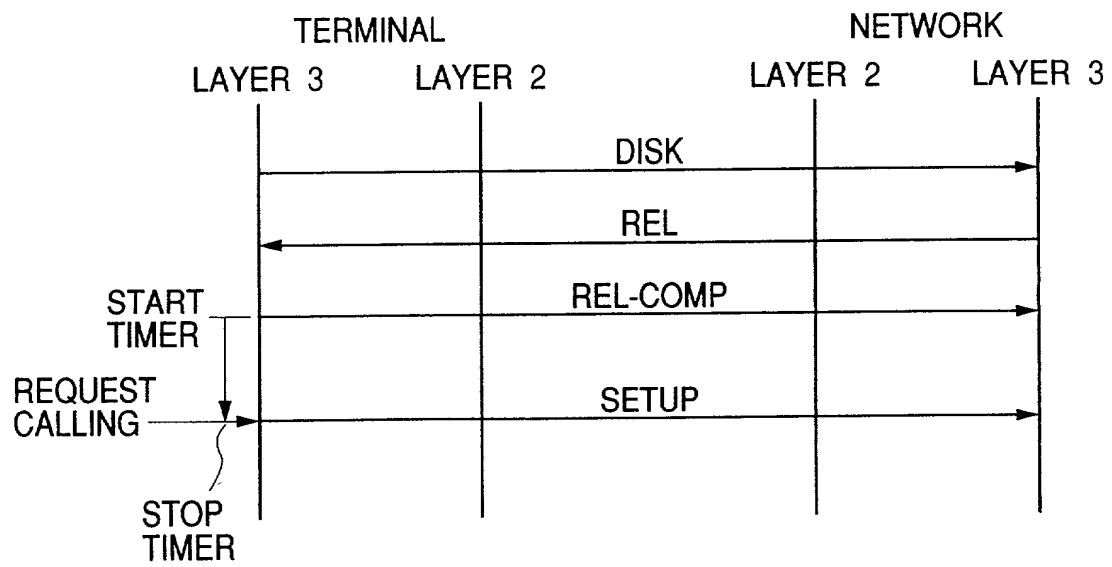 TERMINAL NETWORK
LAYER 3 LAYER 2 LAYER 2 LAYER 3
DISK
REL
REL-COMP
START
TIMER
SETUP
REQUEST
CALLING
STOP
TIMER